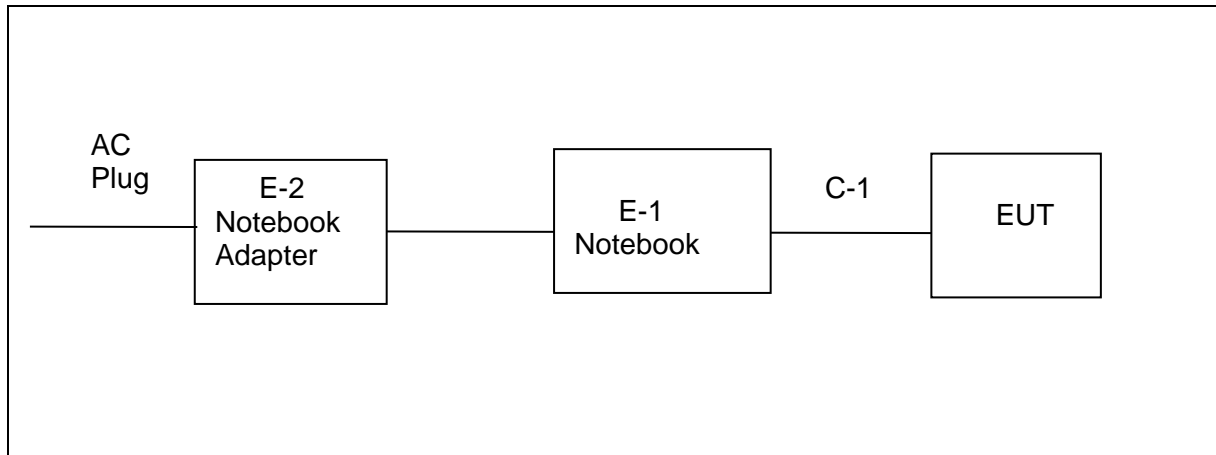 AC
Plug
E-2
Notebook
Adapter
E-1
Notebook
C-1
EUT